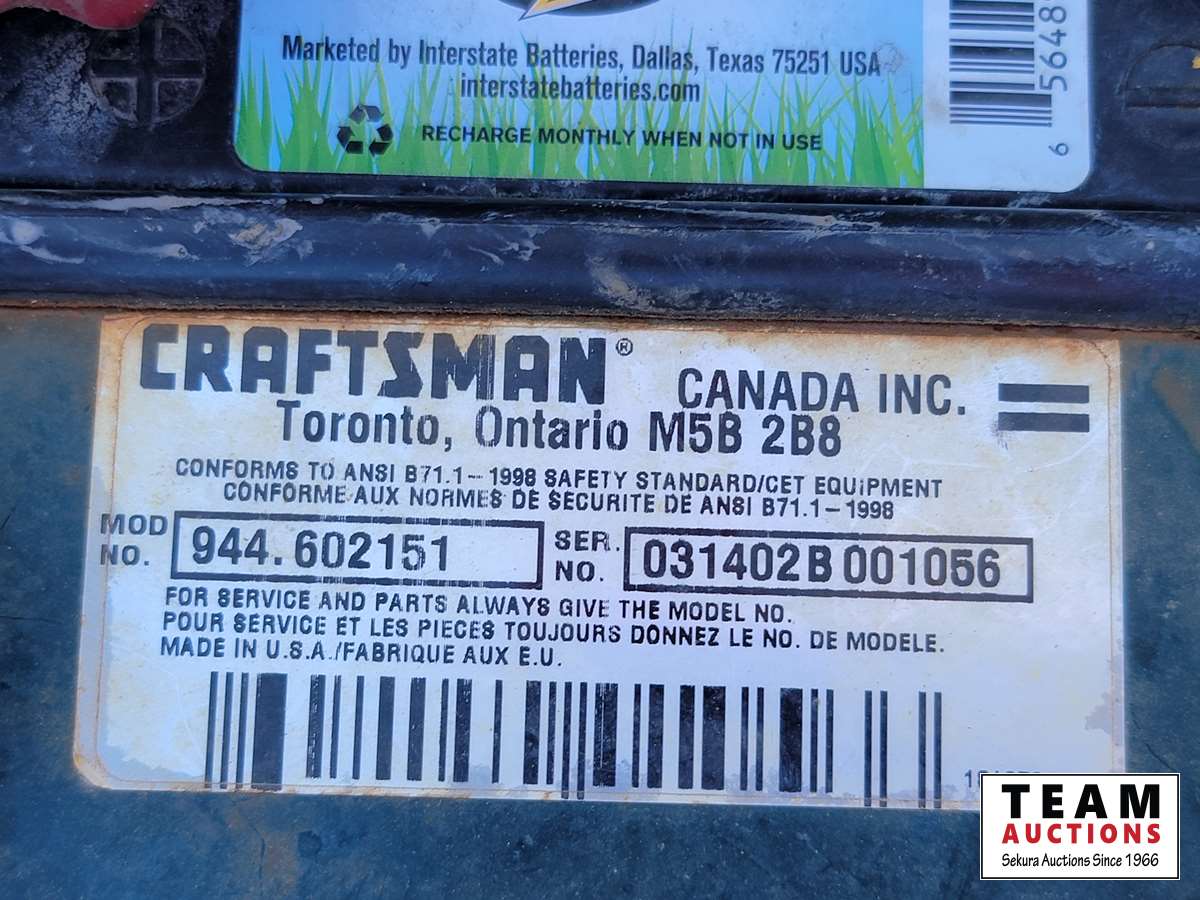 Marketed by Interstate Batteries, Dallas, Texas 75251 USA
interstatebatteries.com
RECHARGE MONTHLY WHEN NOT IN USE
CRAFTSMAN® CANADA INC.
Toronto, Ontario M5B 2B8
CONFORMS TO ANSI B71.1-1998 SAFETY STANDARD/CET EQUIPMENT
CONFORME AUX NORMES DE SECURITE DE ANSI B71.1-1998
MOD NO. 944.602151 SER. NO. 031402B 001056
FOR SERVICE AND PARTS ALWAYS GIVE THE MODEL NO.
POUR SERVICE ET LES PIECES TOUJOURS DONNEZ LE NO. DE MODELE.
MADE IN U.S.A./FABRIQUE AUX E.U.
TEAM
AUCTIONS
Sekura Auctions Since 1966